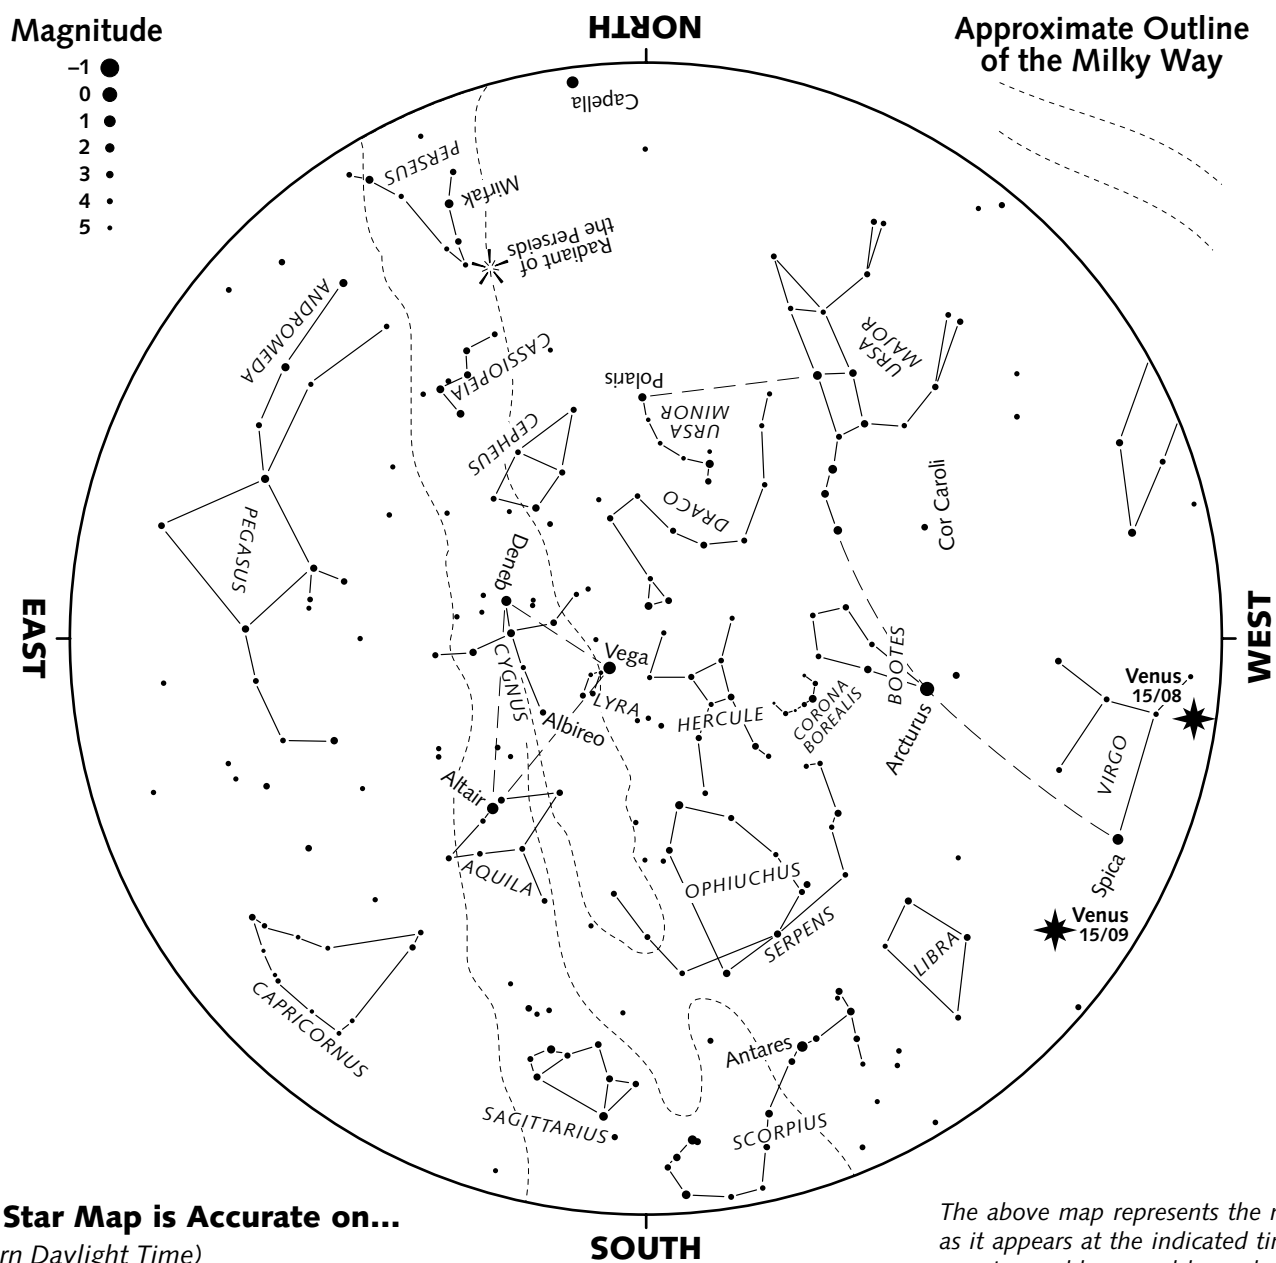 Magnitude
−1
0
1
2
3
4
5
NORTH
Approximate Outline
of the Milky Way
Capella
PERSEUS
Mirfak
Radiant of
the Perseids
ANDROMEDA
CASSIOPEIA
URSA
MAJOR
Polaris
URSA
MINOR
CEPHEUS
DRACO
Cor Caroli
PEGASUS
Deneb
EAST
WEST
Vega
CYGNUS
LYRA
Albireo
HERCULE
CORONA
BOREALIS
BOOTES
Arcturus
Venus
15/08
VIRGO
Altair
AQUILA
OPHIUCHUS
SERPENS
Spica
Venus
15/09
LIBRA
CAPRICORNUS
Antares
SAGITTARIUS
SCORPIUS
SOUTH
Star Map is Accurate on...
rn Daylight Time)
The above map represents the
as it appears at the indicated